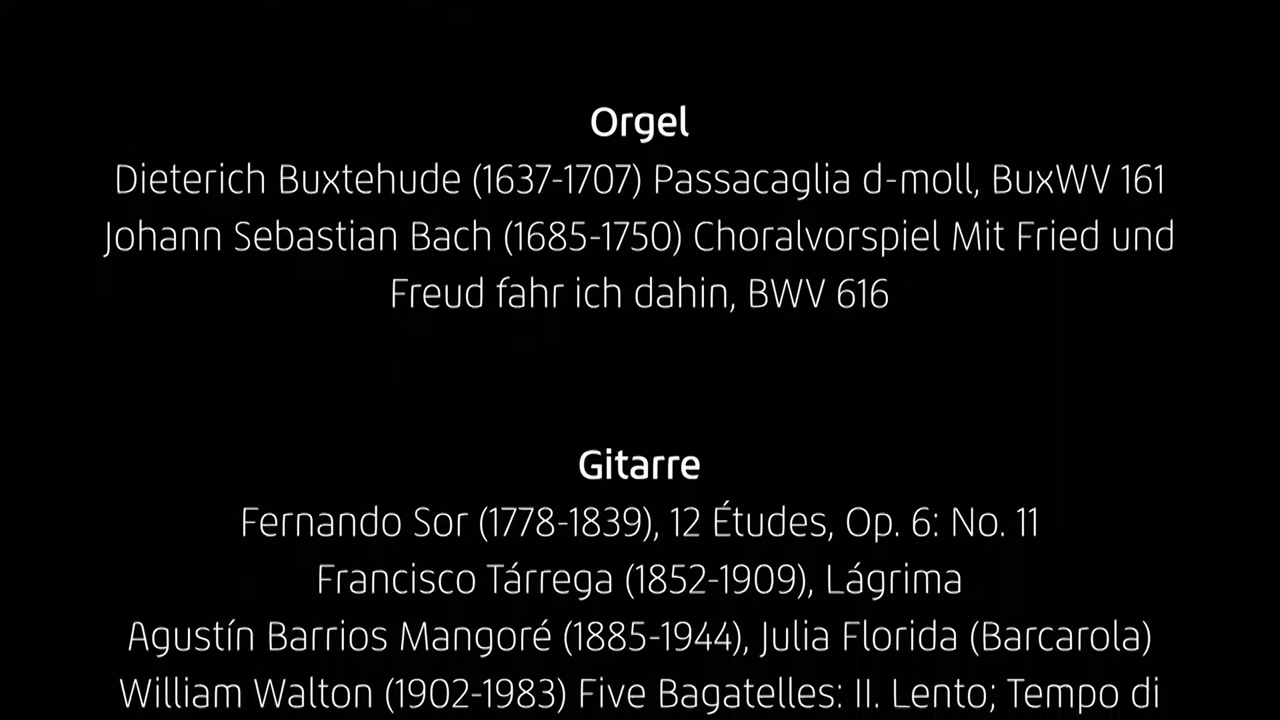 Orgel
Dieterich Buxtehude (1637-1707) Passacaglia d-moll, BuxWV 161
Johann Sebastian Bach (1685-1750) Choralvorspiel Mit Fried und
Freud fahr ich dahin, BWV 616
Gitarre
Fernando Sor (1778-1839), 12 Études, Op. 6: No. 11
Francisco Tárrega (1852-1909), Lágrima
Agustín Barrios Mangoré (1885-1944), Julia Florida (Barcarola)
William Walton (1902-1983) Five Bagatelles: II. Lento; Tempo di